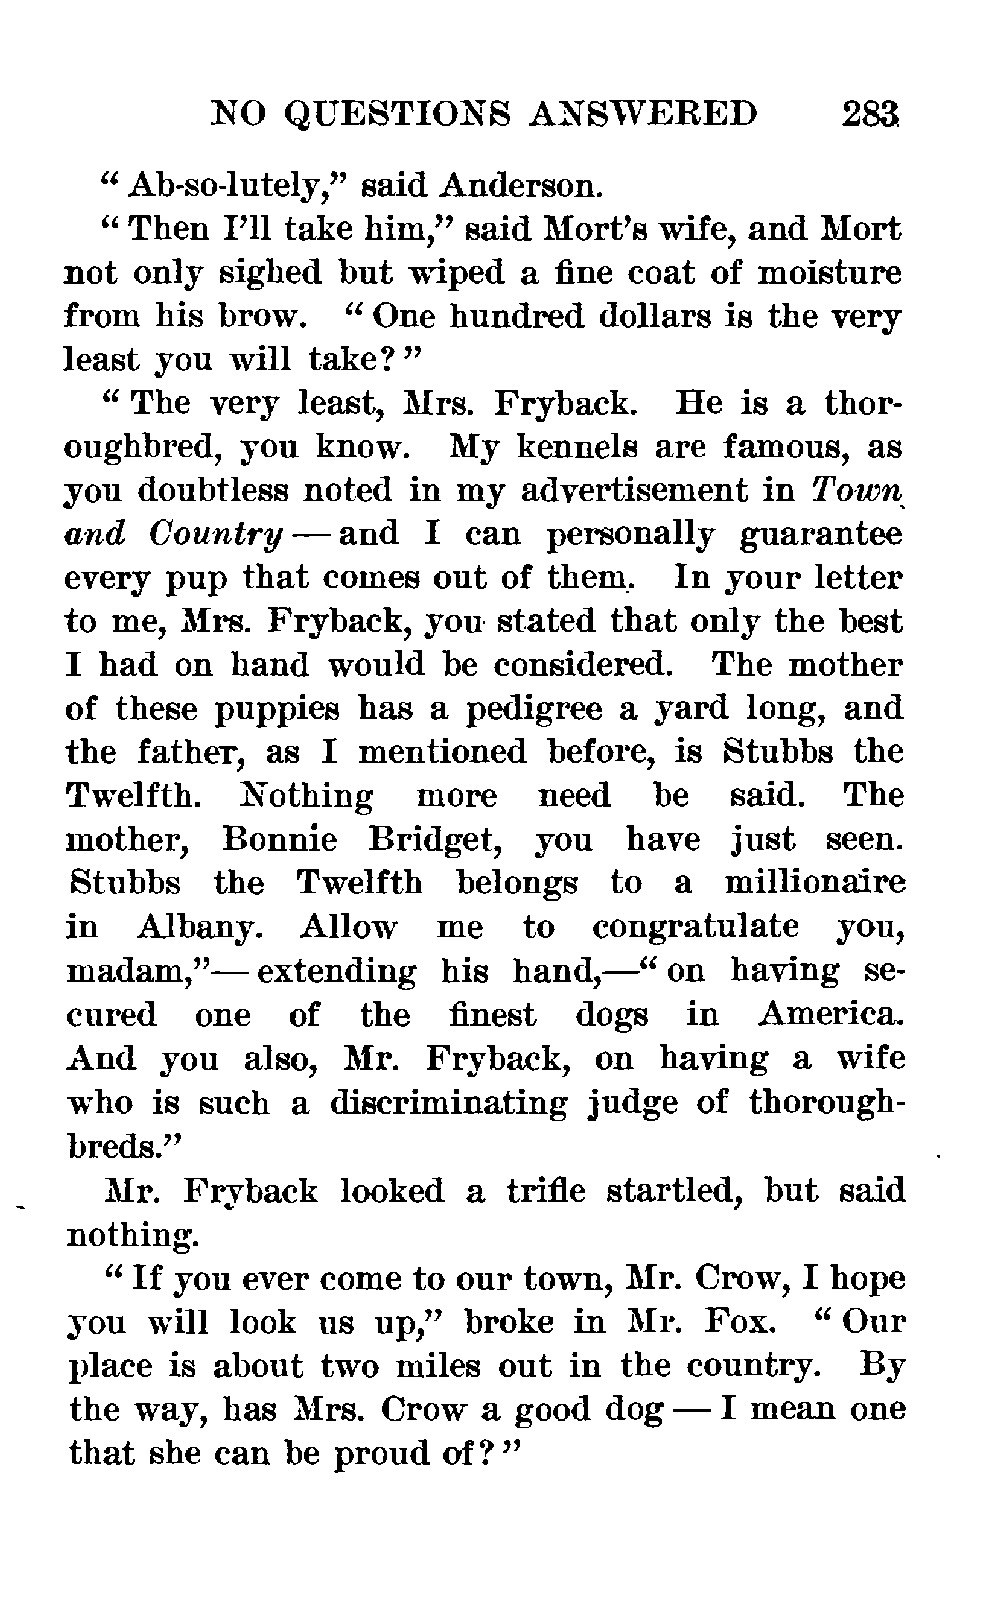 NO QUESTIONS ANSWERED 283
“ Ab-so-lutely,” said Anderson.
“ Then I’ll take him,” said Mort’s wife, and Mort
not only sighed but wiped a fine coat of moisture
from his brow. “ One hundred dollars is the very
least you will take? ”
“ The very least, Mrs. Fryback. He is a thor-
oughbred, you know. My kennels are famous, as
you doubtless noted in my advertisement in Town
and Country — and I can personally guarantee
every pup that comes out of them. In your letter
to me, Mrs. Fryback, you stated that only the best
I had on hand would be considered. The mother
of these puppies has a pedigree a yard long, and
the father, as I mentioned before, is Stubbs the
Twelfth. Nothing more need be said. The
mother, Bonnie Bridget, you have just seen.
Stubbs the Twelfth belongs to a millionaire
in Albany. Allow me to congratulate you,
madam,”— extending his hand,—“ on having se-
cured one of the finest dogs in America.
And you also, Mr. Fryback, on having a wife
who is such a discriminating judge of thorough-
breds.”
Mr. Fryback looked a trifle startled, but said
nothing.
“ If you ever come to our town, Mr. Crow, I hope
you will look us up,” broke in Mr. Fox. “ Our
place is about two miles out in the country. By
the way, has Mrs. Crow a good dog — I mean one
that she can be proud of? ”